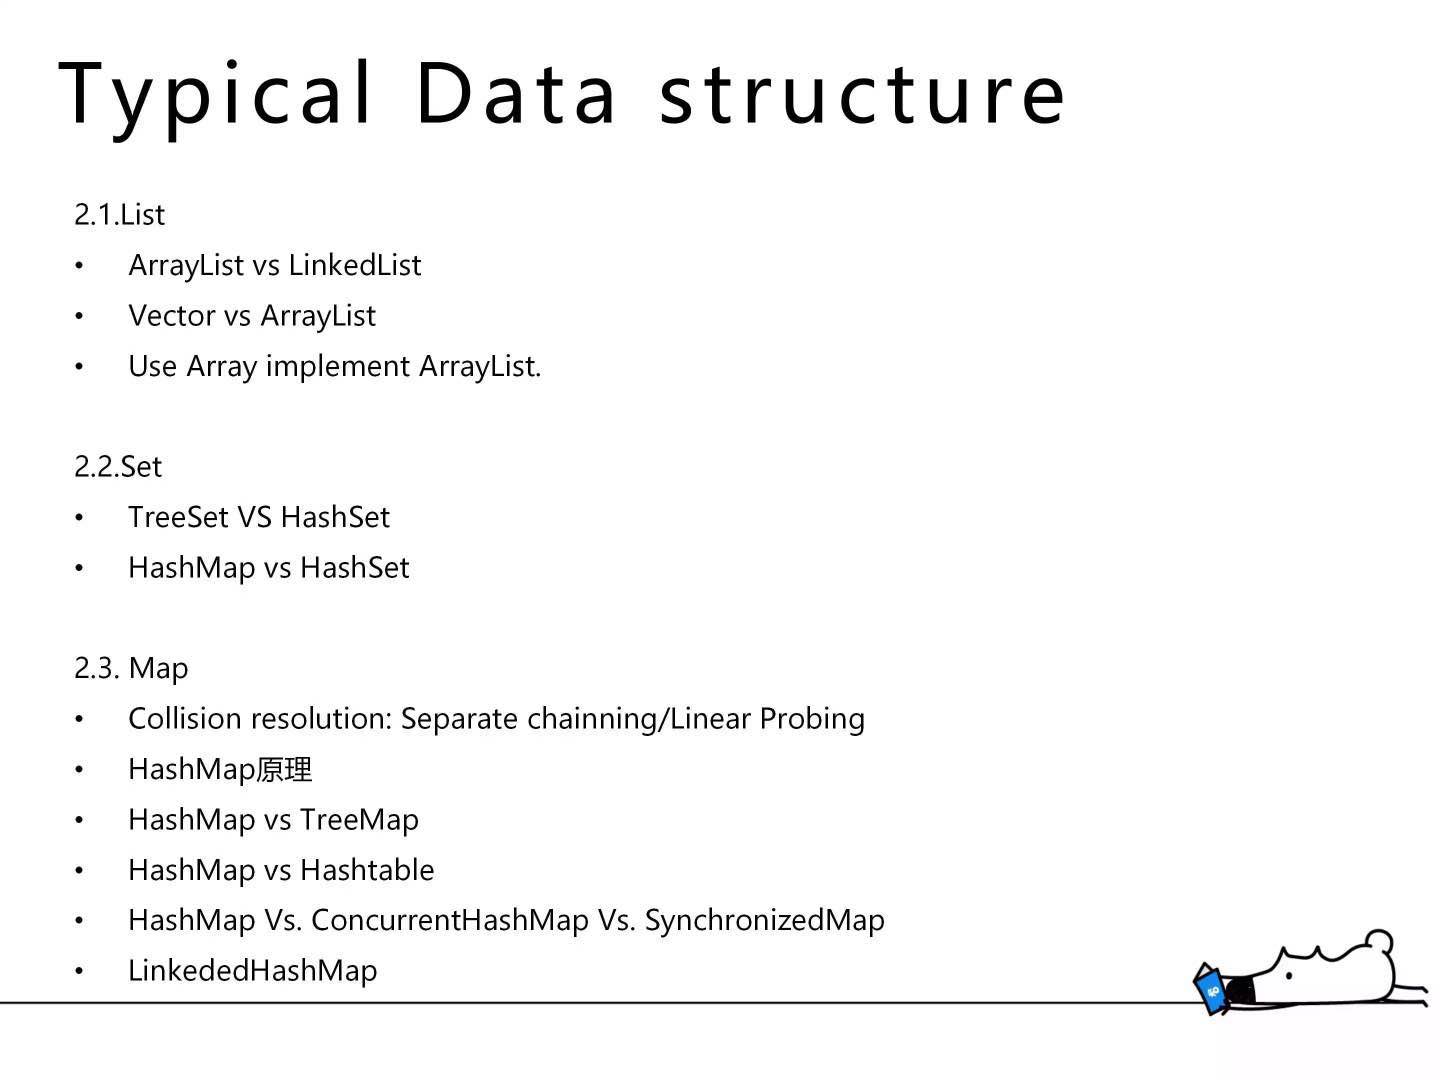 Typical Data structure
2.1.List
• ArrayList vs LinkedList
• Vector vs ArrayList
• Use Array implement ArrayList.
2.2.Set
• TreeSet VS HashSet
• HashMap vs HashSet
2.3. Map
• Collision resolution: Separate chainning/Linear Probing
• HashMap原理
• HashMap vs TreeMap
• HashMap vs Hashtable
• HashMap Vs. ConcurrentHashMap Vs. SynchronizedMap
• LinkededHashMap